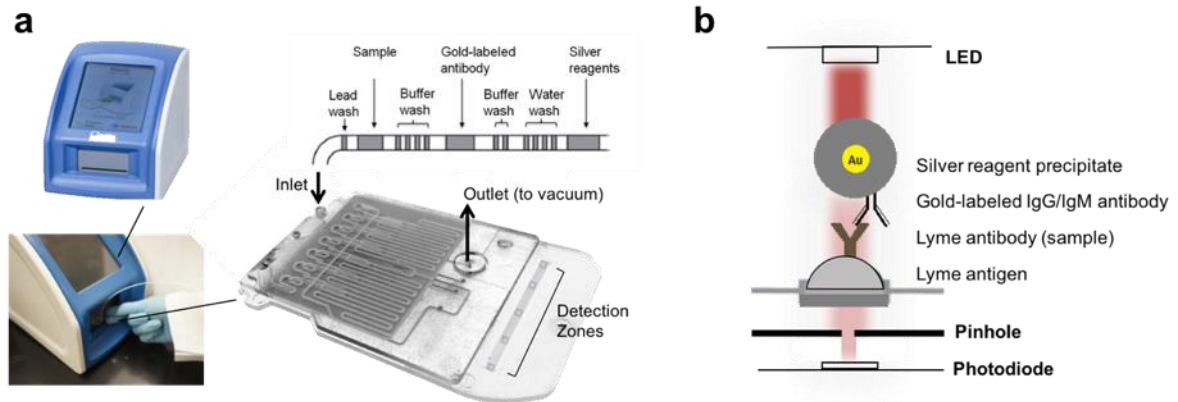 a
Sample
Gold-labeled
antibody
Silver
reagents
Lead
wash
Buffer
wash
Buffer
wash
Water
wash
Inlet
Outlet (to vacuum)
Detection
Zones
b
LED
Au
Silver reagent precipitate
Gold-labeled IgG/IgM antibody
Lyme antibody (sample)
Lyme antigen
Pinhole
Photodiode